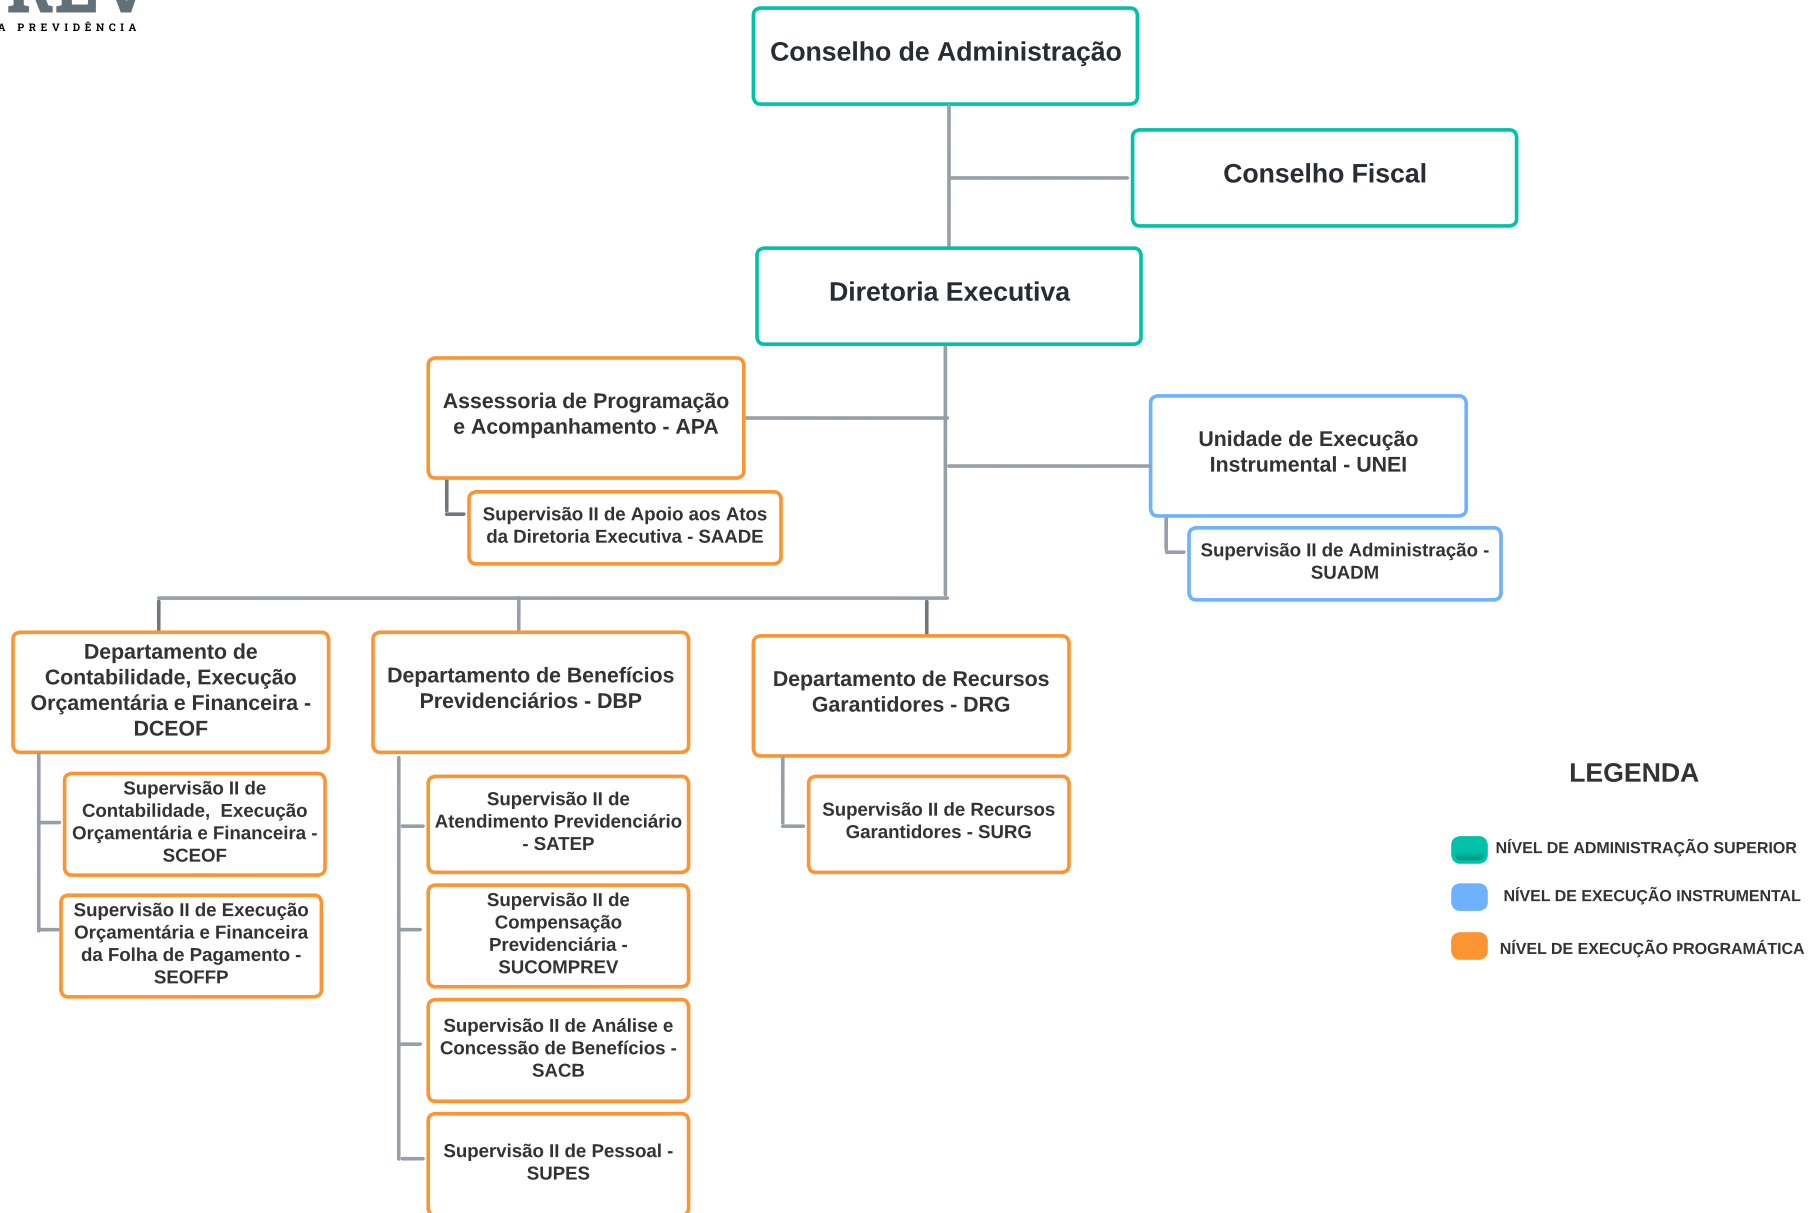 A PREVIDÊNCIA
Conselho de Administração
Conselho Fiscal
Diretoria Executiva
Assessoria de Programação
e Acompanhamento - APA
Supervisão II de Apoio aos Atos
da Diretoria Executiva - SAADE
Unidade de Execução
Instrumental - UNEI
Supervisão II de Administração -
SUADM
Departamento de
Contabilidade, Execução
Orçamentária e Financeira -
DCEOF
Supervisão II de
Contabilidade,  Execução
Orçamentária e Financeira -
SCEOF
Supervisão II de Execução
Orçamentária e Financeira
da Folha de Pagamento -
SEOFFP
Departamento de Benefícios
Previdenciários - DBP
Supervisão II de
Atendimento Previdenciário
- SATEP
Supervisão II de
Compensação
Previdenciária -
SUCOMPREV
Supervisão II de Análise e
Concessão de Benefícios -
SACB
Supervisão II de Pessoal -
SUPES
Departamento de Recursos
Garantidores - DRG
Supervisão II de Recursos
Garantidores - SURG
LEGENDA
NÍVEL DE ADMINISTRAÇÃO SUPERIOR
NÍVEL DE EXECUÇÃO INSTRUMENTAL
NÍVEL DE EXECUÇÃO PROGRAMÁTICA